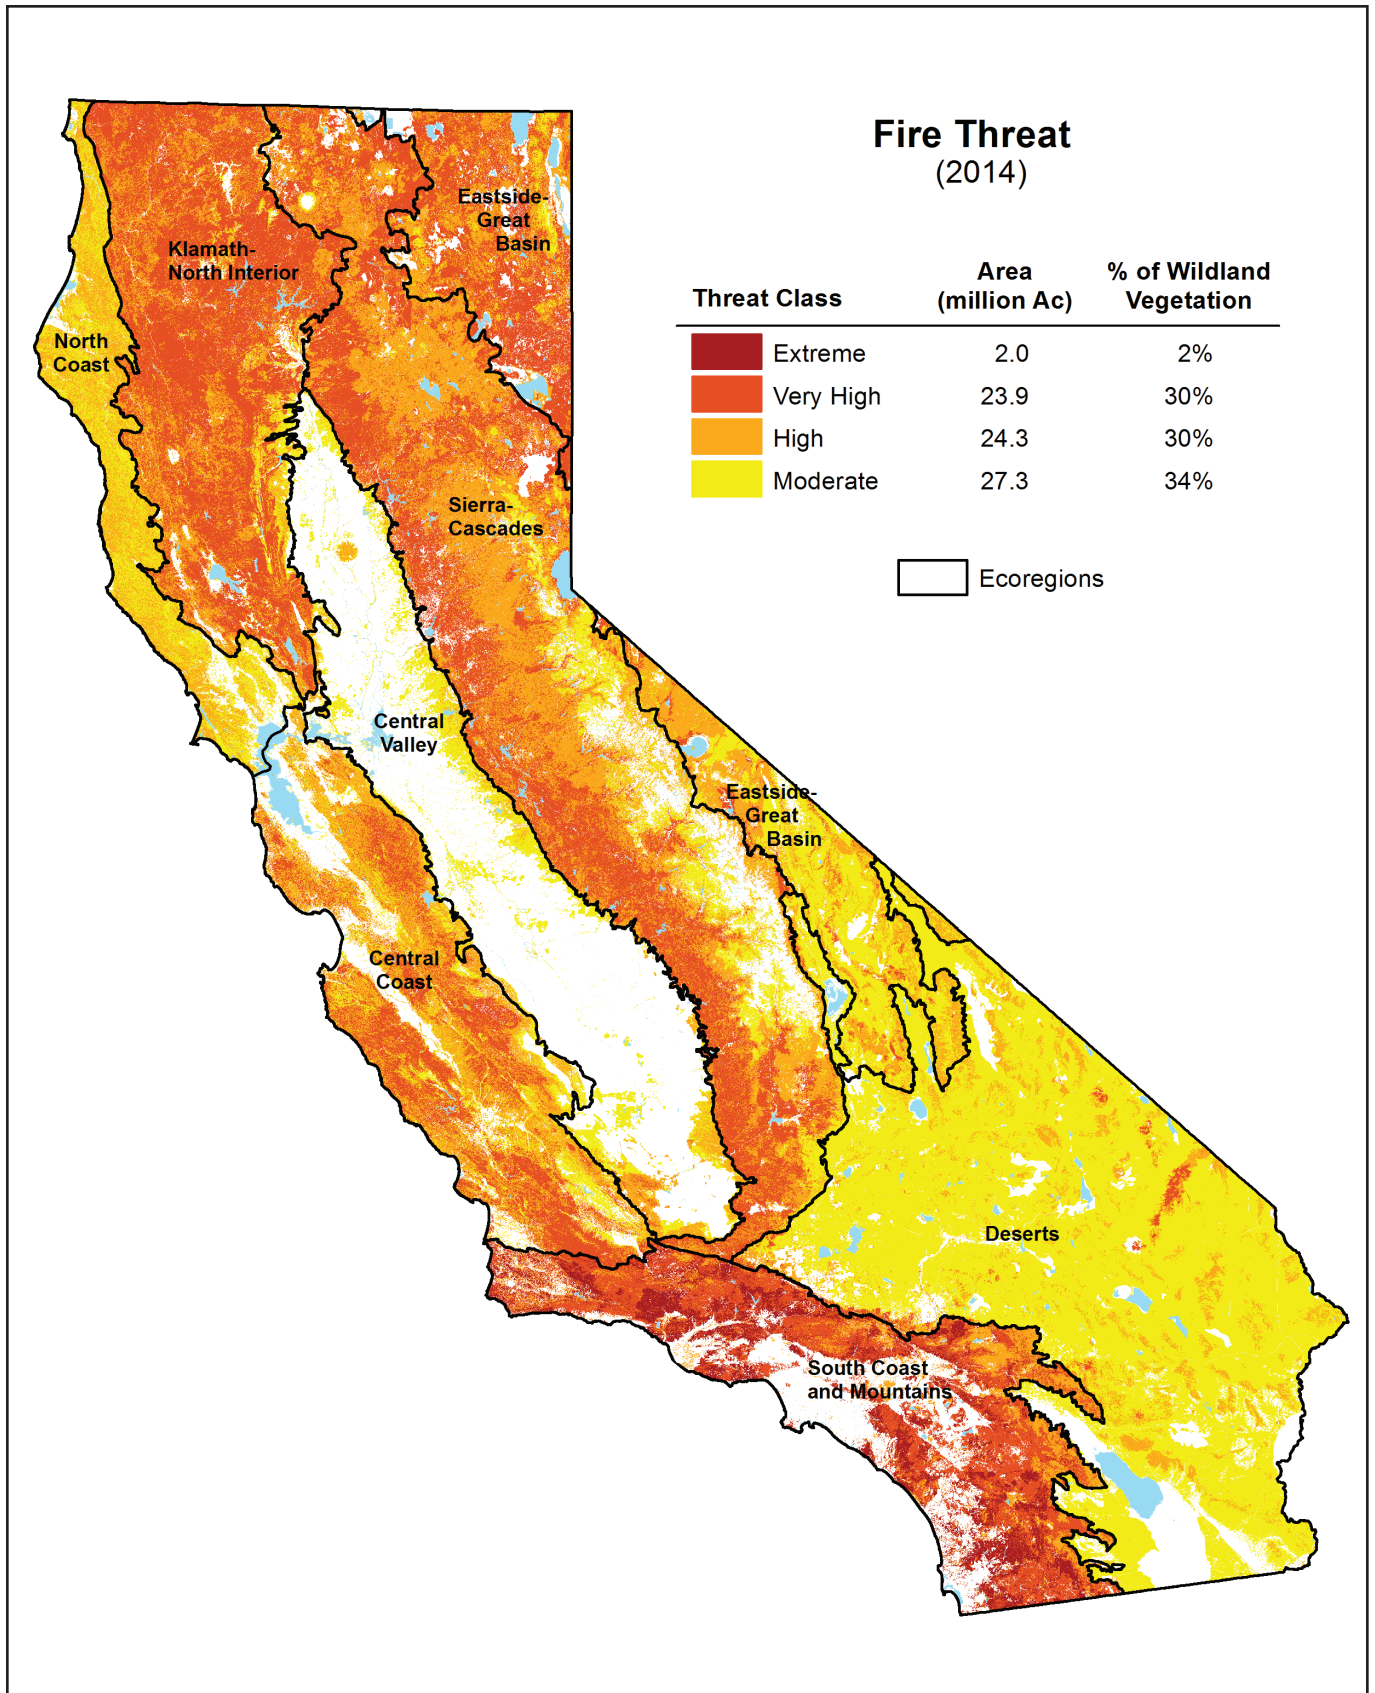 Fire Threat
(2014)
Threat Class
Area
(million Ac)
% of Wildland
Vegetation
Extreme 2.0 2%
Very High 23.9 30%
High 24.3 30%
Moderate 27.3 34%
Ecoregions
Eastside-
Great
Basin
Klamath-
North Interior
North
Coast
Sierra-
Cascades
Central
Valley
Eastside-
Great
Basin
Central
Coast
Deserts
South Coast
and Mountains